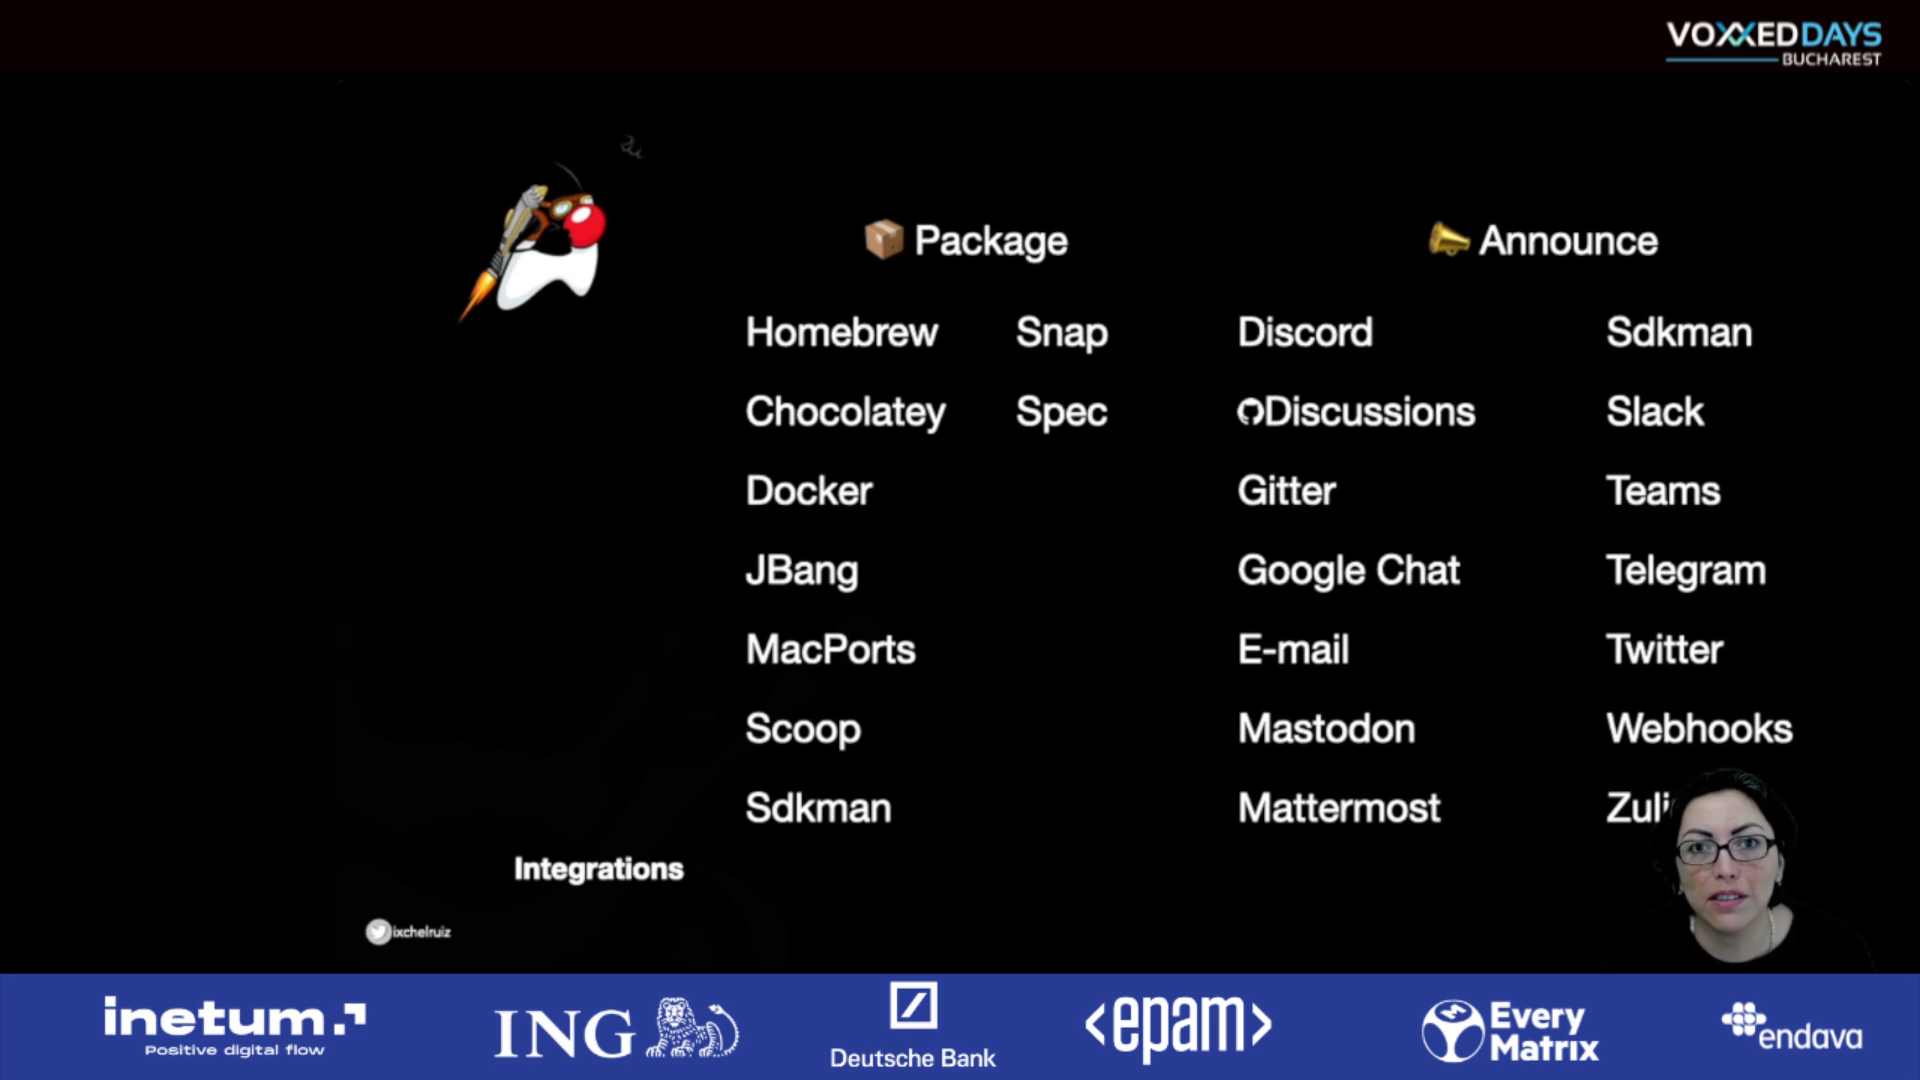 VOXXEDDAYS
BUCHAREST
Package
Announce
Homebrew Snap Discord Sdkman
Chocolatey Spec Discussions Slack
Docker Gitter Teams
JBang Google Chat Telegram
MacPorts E-mail Twitter
Scoop Mastodon Webhooks
Sdkman Mattermost
Integrations
ixchelruiz
inetum.
Positive digital flow
ING
Deutsche Bank
<epam>
Every
Matrix
endava